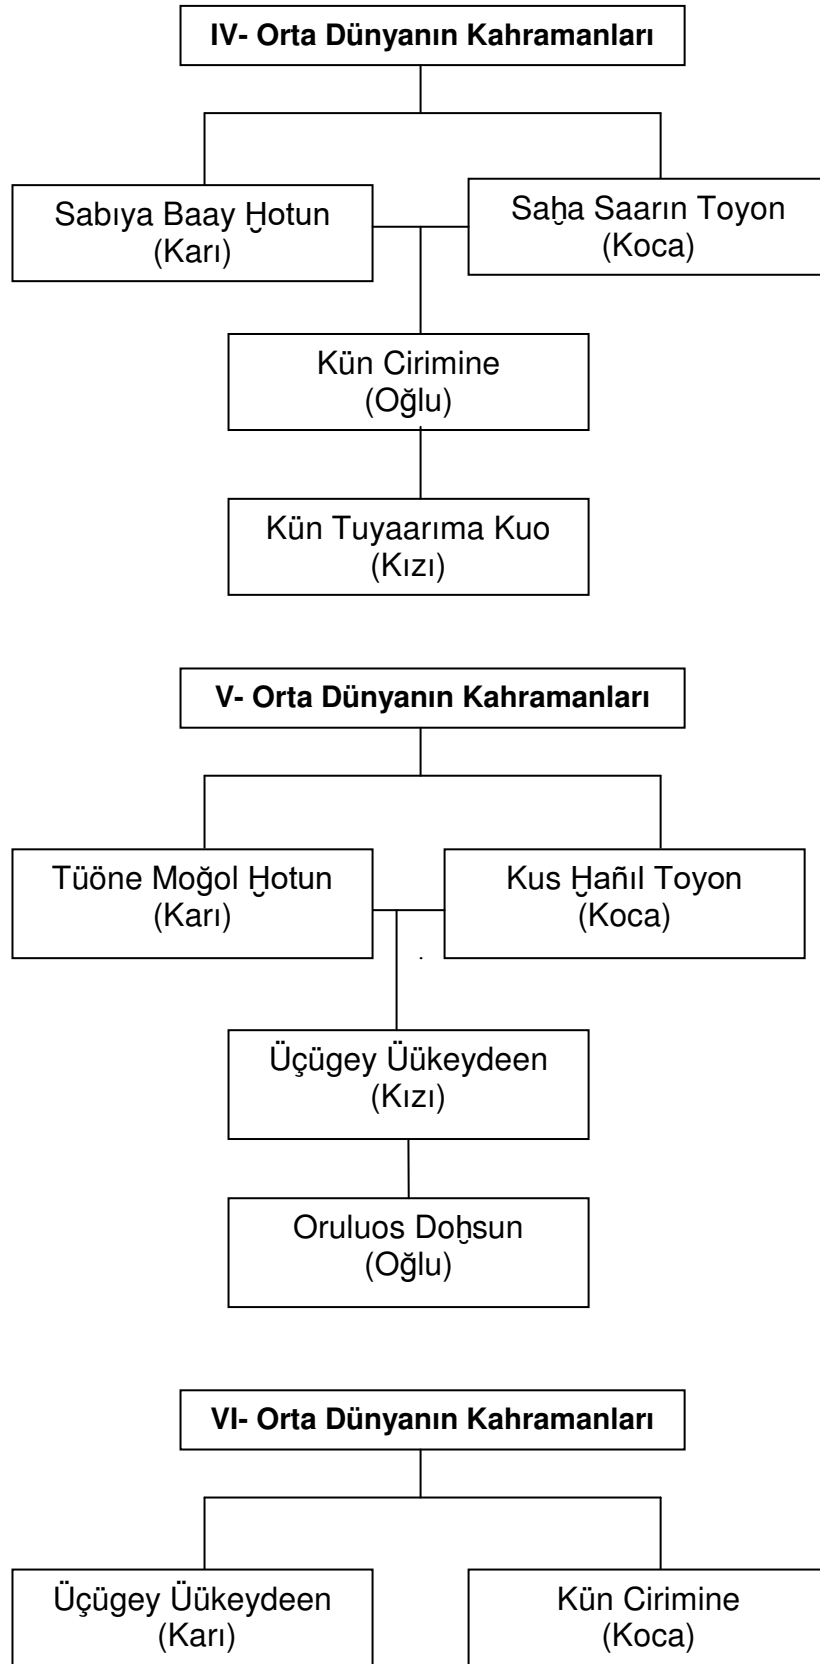 IV- Orta Dünyanın Kahramanları
Sabıya Baay Ḫotun
(Karı)
Saḫa Saarın Toyon
(Koca)
Kün Cirimine
(Oğlu)
Kün Tuyaarıma Kuo
(Kızı)
V- Orta Dünyanın Kahramanları
Tüöne Moğol Ḫotun
(Karı)
Kus Ḫañıl Toyon
(Koca)
.
Üçügey Üükeydeen
(Kızı)
Oruluos Doḫsun
(Oğlu)
VI- Orta Dünyanın Kahramanları
Üçügey Üükeydeen
(Karı)
Kün Cirimine
(Koca)